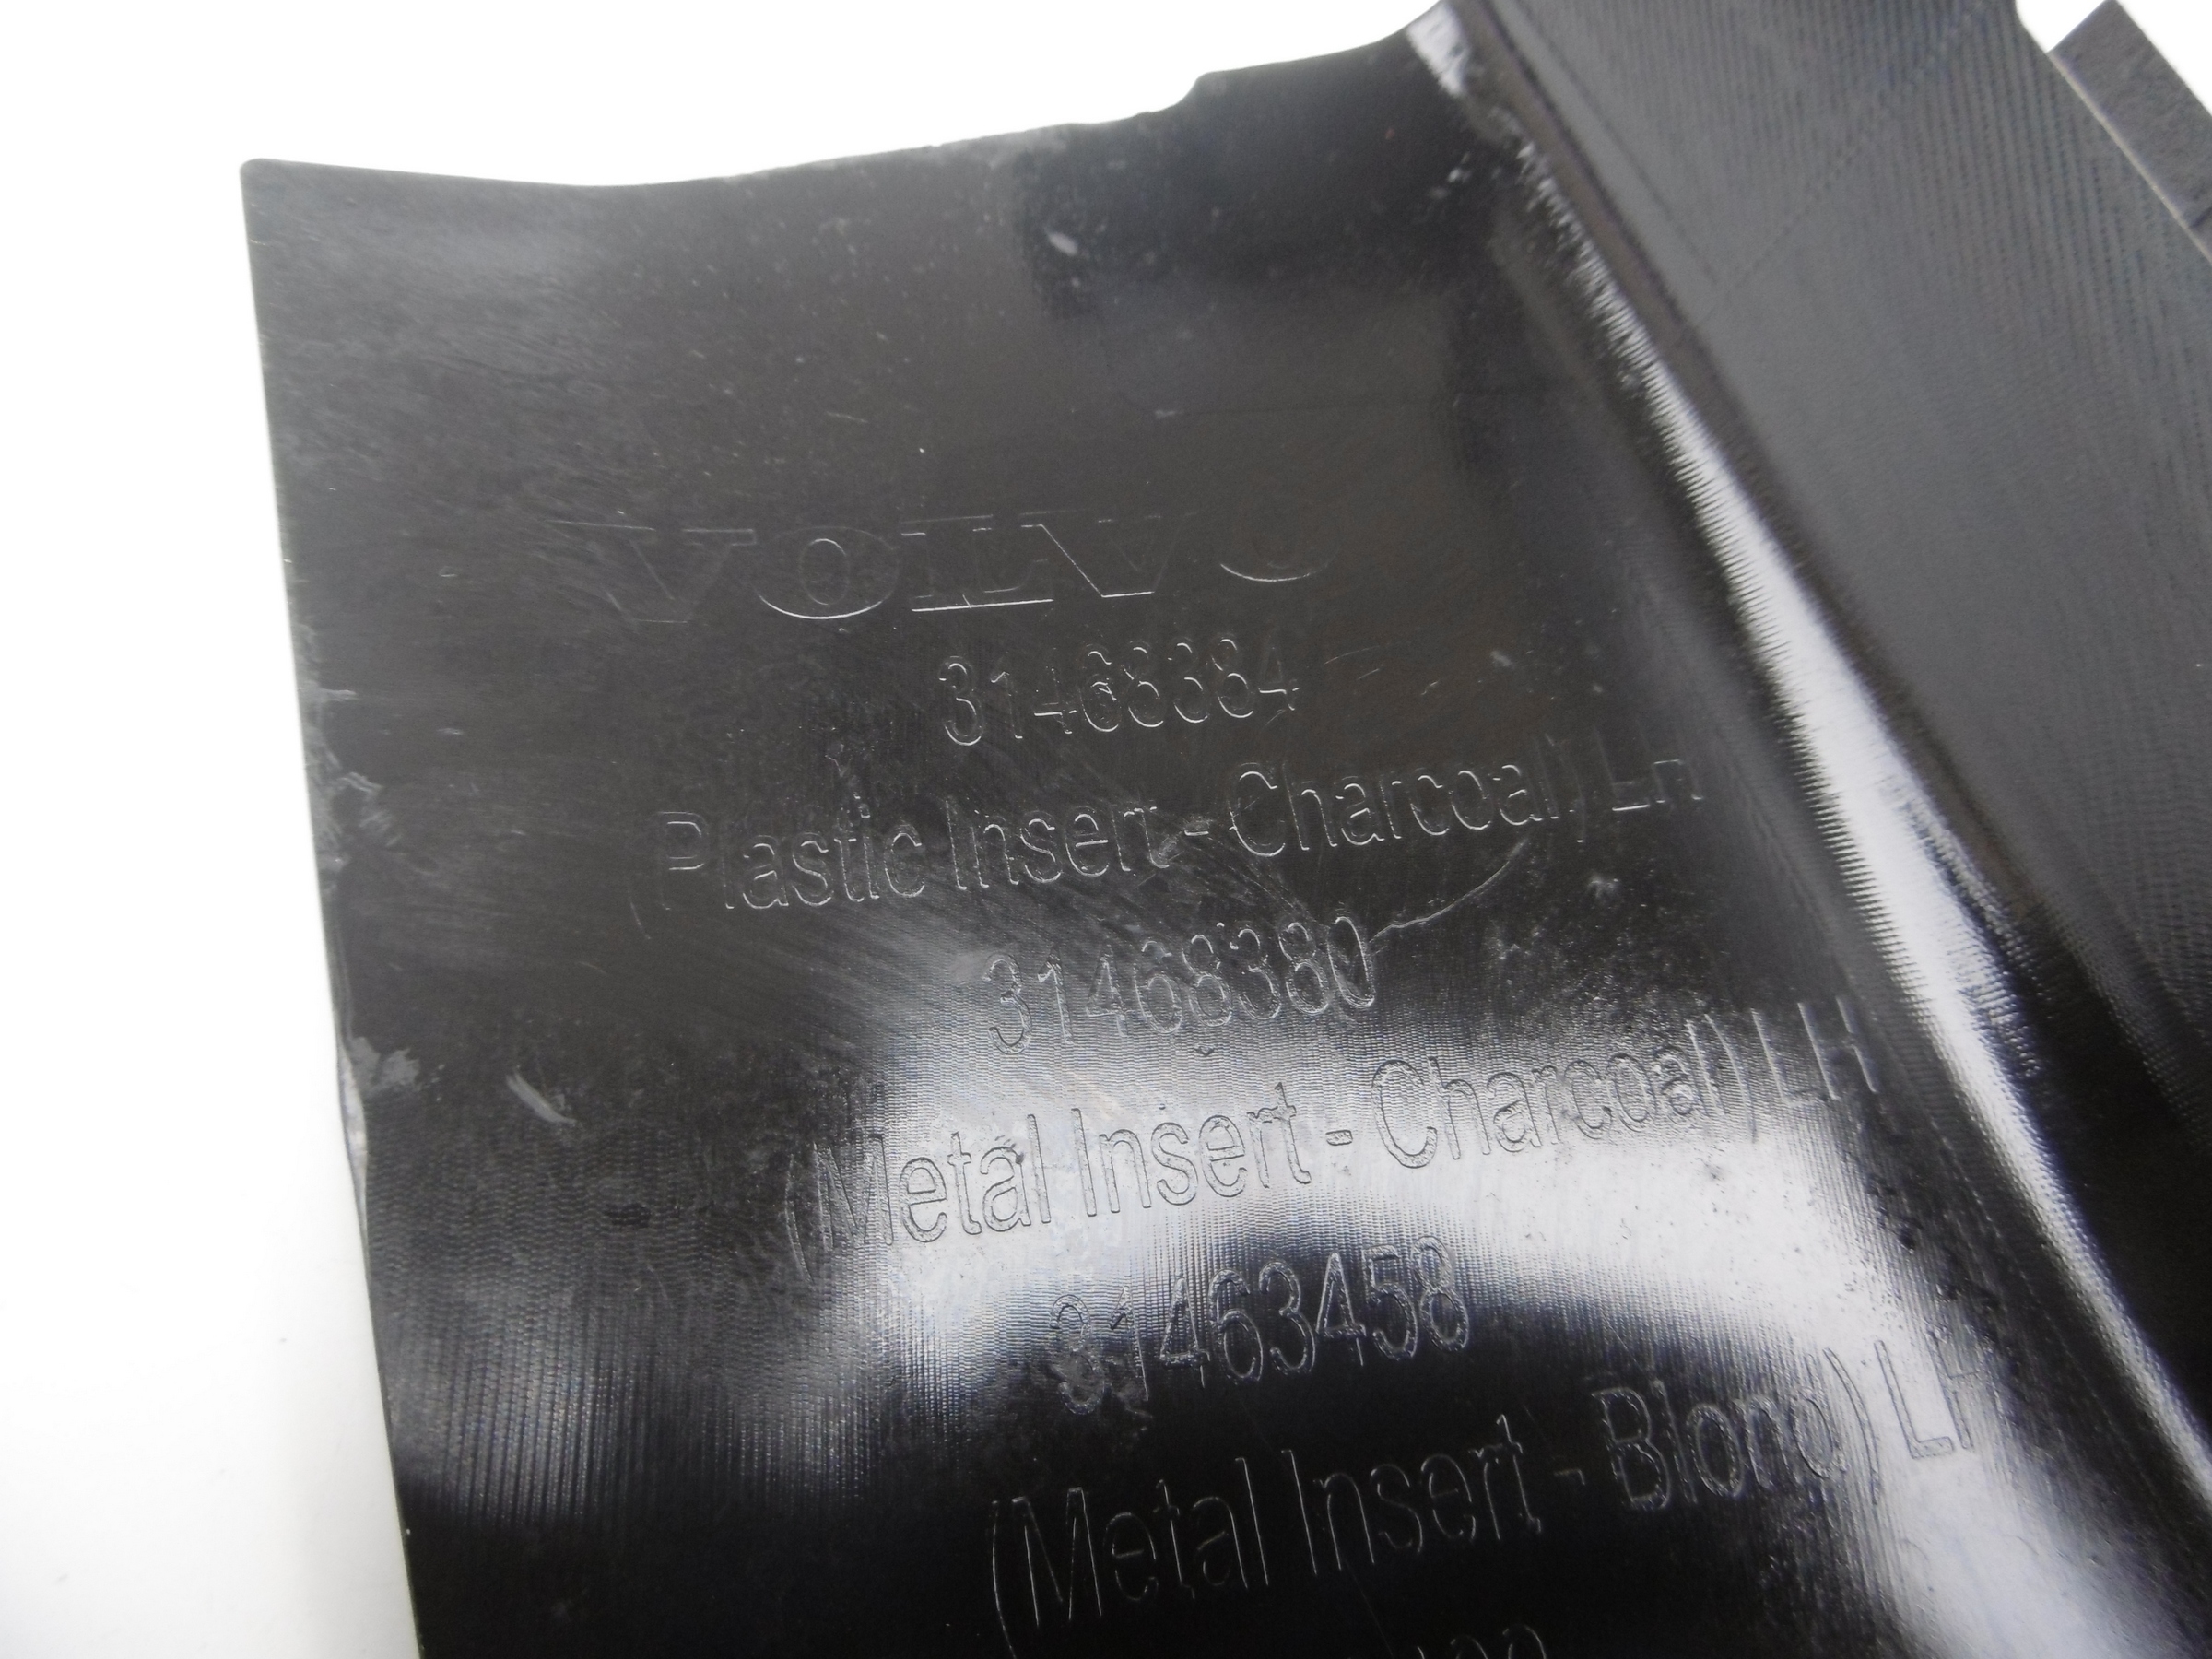 VOLVO
31468384
(Plastic Insert - Charcoal) LH
31468380
(Metal Insert - Charcoal) LH
31463458
(Metal Insert - Blond) LH